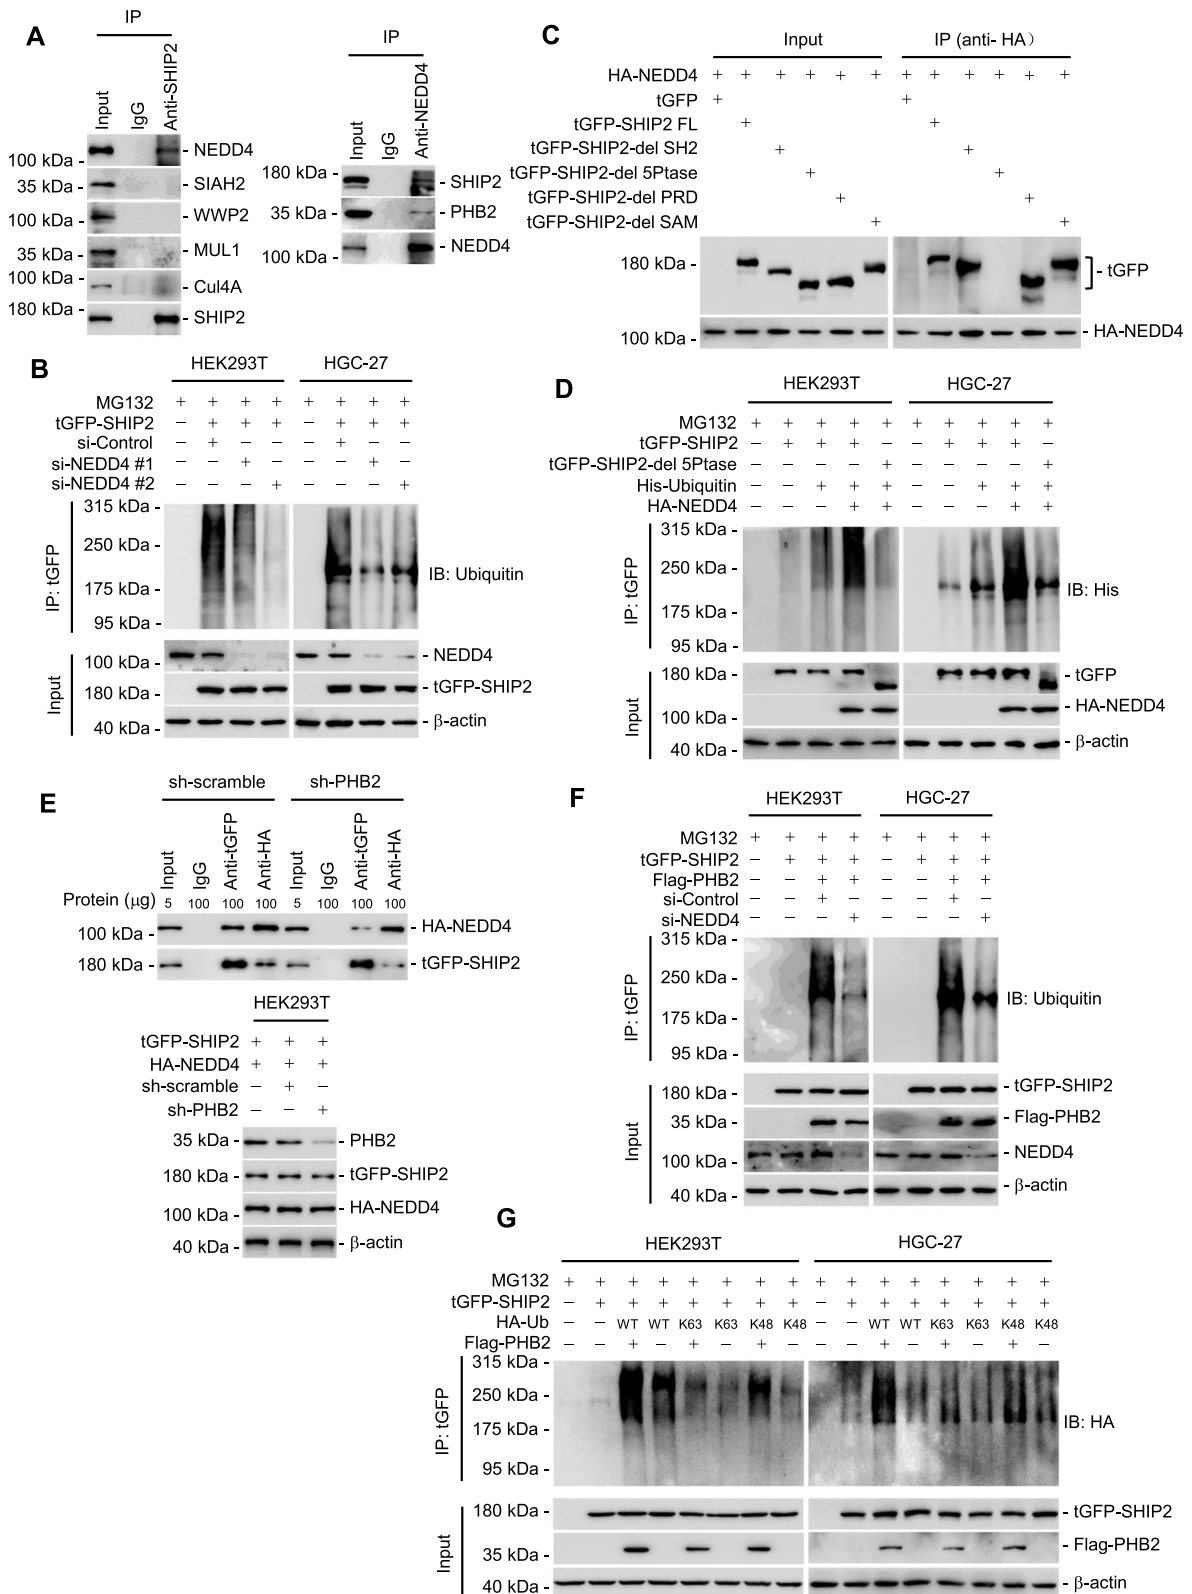 A
IP
Input
IgG
Anti-SHIP2
100 kDa - - NEDD4
35 kDa - - SIAH2
100 kDa - - WWP2
35 kDa - - MUL1
100 kDa - - Cul4A
180 kDa - - SHIP2
IP
Input
IgG
Anti-NEDD4
180 kDa - - SHIP2
35 kDa - - PHB2
100 kDa - - NEDD4
C
Input IP (anti- HA）
HA-NEDD4 + + + + + + + + + + + +
tGFP + +
tGFP-SHIP2 FL + +
tGFP-SHIP2-del SH2 + +
tGFP-SHIP2-del 5Ptase + +
tGFP-SHIP2-del PRD + +
tGFP-SHIP2-del SAM + +
180 kDa - - tGFP
100 kDa - - HA-NEDD4
B
HEK293T HGC-27
MG132 + + + + + + + +
tGFP-SHIP2 – + + + – + + +
si-Control – + – – – + – –
si-NEDD4 #1 – – + – – – + –
si-NEDD4 #2 – – – + – – – +
IP: tGFP
315 kDa -
250 kDa -
175 kDa -
95 kDa -
IB: Ubiquitin
Input
100 kDa - - NEDD4
180 kDa - - tGFP-SHIP2
40 kDa - - β-actin
D
HEK293T HGC-27
MG132 + + + + + + + + + +
tGFP-SHIP2 – + + + – – + + + –
tGFP-SHIP2-del 5Ptase – – – – + – – – – +
His-Ubiquitin – – + + + – – + + +
HA-NEDD4 – – – + + – – – + +
IP: tGFP
315 kDa -
250 kDa -
175 kDa -
95 kDa -
IB: His
Input
180 kDa - - tGFP
100 kDa - - HA-NEDD4
40 kDa - - β-actin
E
sh-scramble sh-PHB2
Input
IgG
Anti-tGFP
Anti-HA
Input
IgG
Anti-tGFP
Anti-HA
Protein (μg) 5 100 100 100 5 100 100 100
100 kDa - - HA-NEDD4
180 kDa - - tGFP-SHIP2
HEK293T
tGFP-SHIP2 + + +
HA-NEDD4 + + +
sh-scramble – + –
sh-PHB2 – – +
35 kDa - - PHB2
180 kDa - - tGFP-SHIP2
100 kDa - - HA-NEDD4
40 kDa - - β-actin
F
HEK293T HGC-27
MG132 + + + + + + + +
tGFP-SHIP2 – + + + – + + +
Flag-PHB2 – – + + – – + +
si-Control – – + – – – + –
si-NEDD4 – – – + – – – +
IP: tGFP
315 kDa -
250 kDa -
175 kDa -
95 kDa -
IB: Ubiquitin
Input
180 kDa - - tGFP-SHIP2
35 kDa - - Flag-PHB2
100 kDa - - NEDD4
40 kDa - - β-actin
G
HEK293T HGC-27
MG132 + + + + + + + + + + + + + + + +
tGFP-SHIP2 – + + + + + + + – + + + + + + +
HA-Ub – – WT WT K63 K63 K48 K48 – – WT WT K63 K63 K48 K48
Flag-PHB2 – – + – + – + – – – + – + – + –
IP: tGFP
315 kDa -
250 kDa -
175 kDa -
95 kDa -
IB: HA
Input
180 kDa - - tGFP-SHIP2
35 kDa - - Flag-PHB2
40 kDa - - β-actin